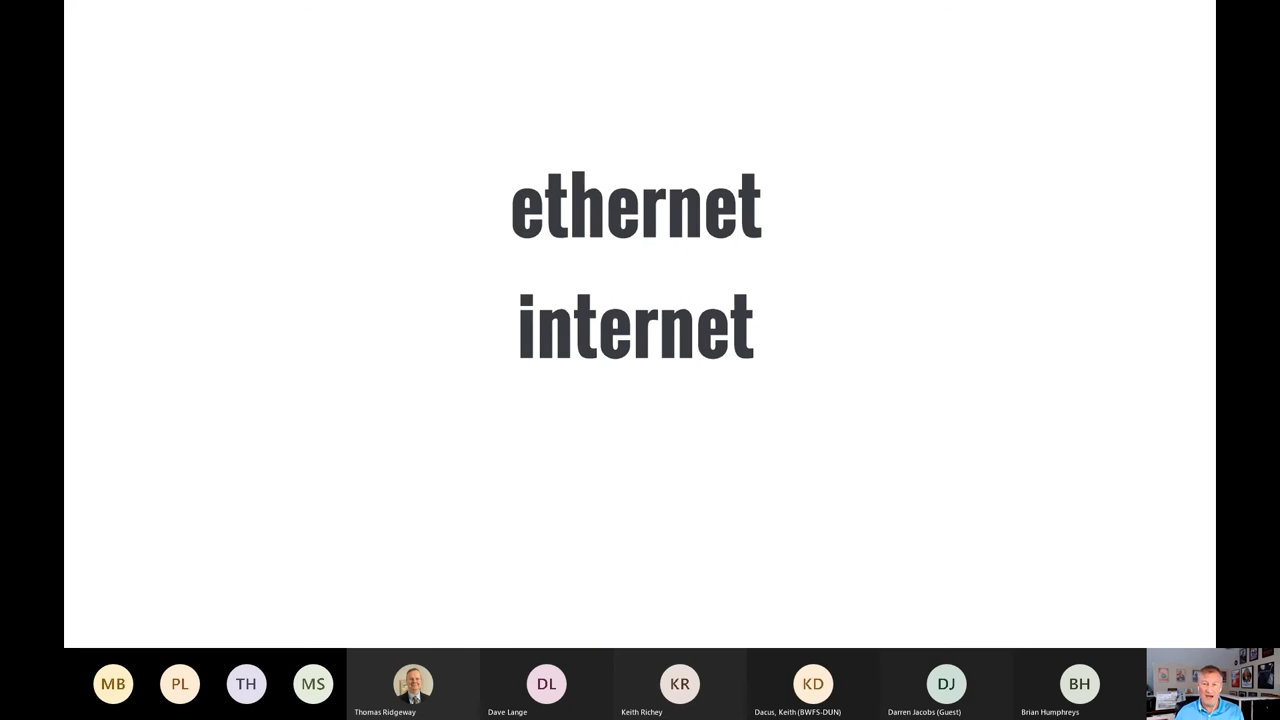 ethernet
internet
MB
PL
TH
MS
DL
KR
KD
DJ
BH
Thomas Ridgeway
Dave Lange
Keith Richey
Dacus, Keith (BWFS-DUN)
Darren Jacobs (Guest)
Brian Humphreys